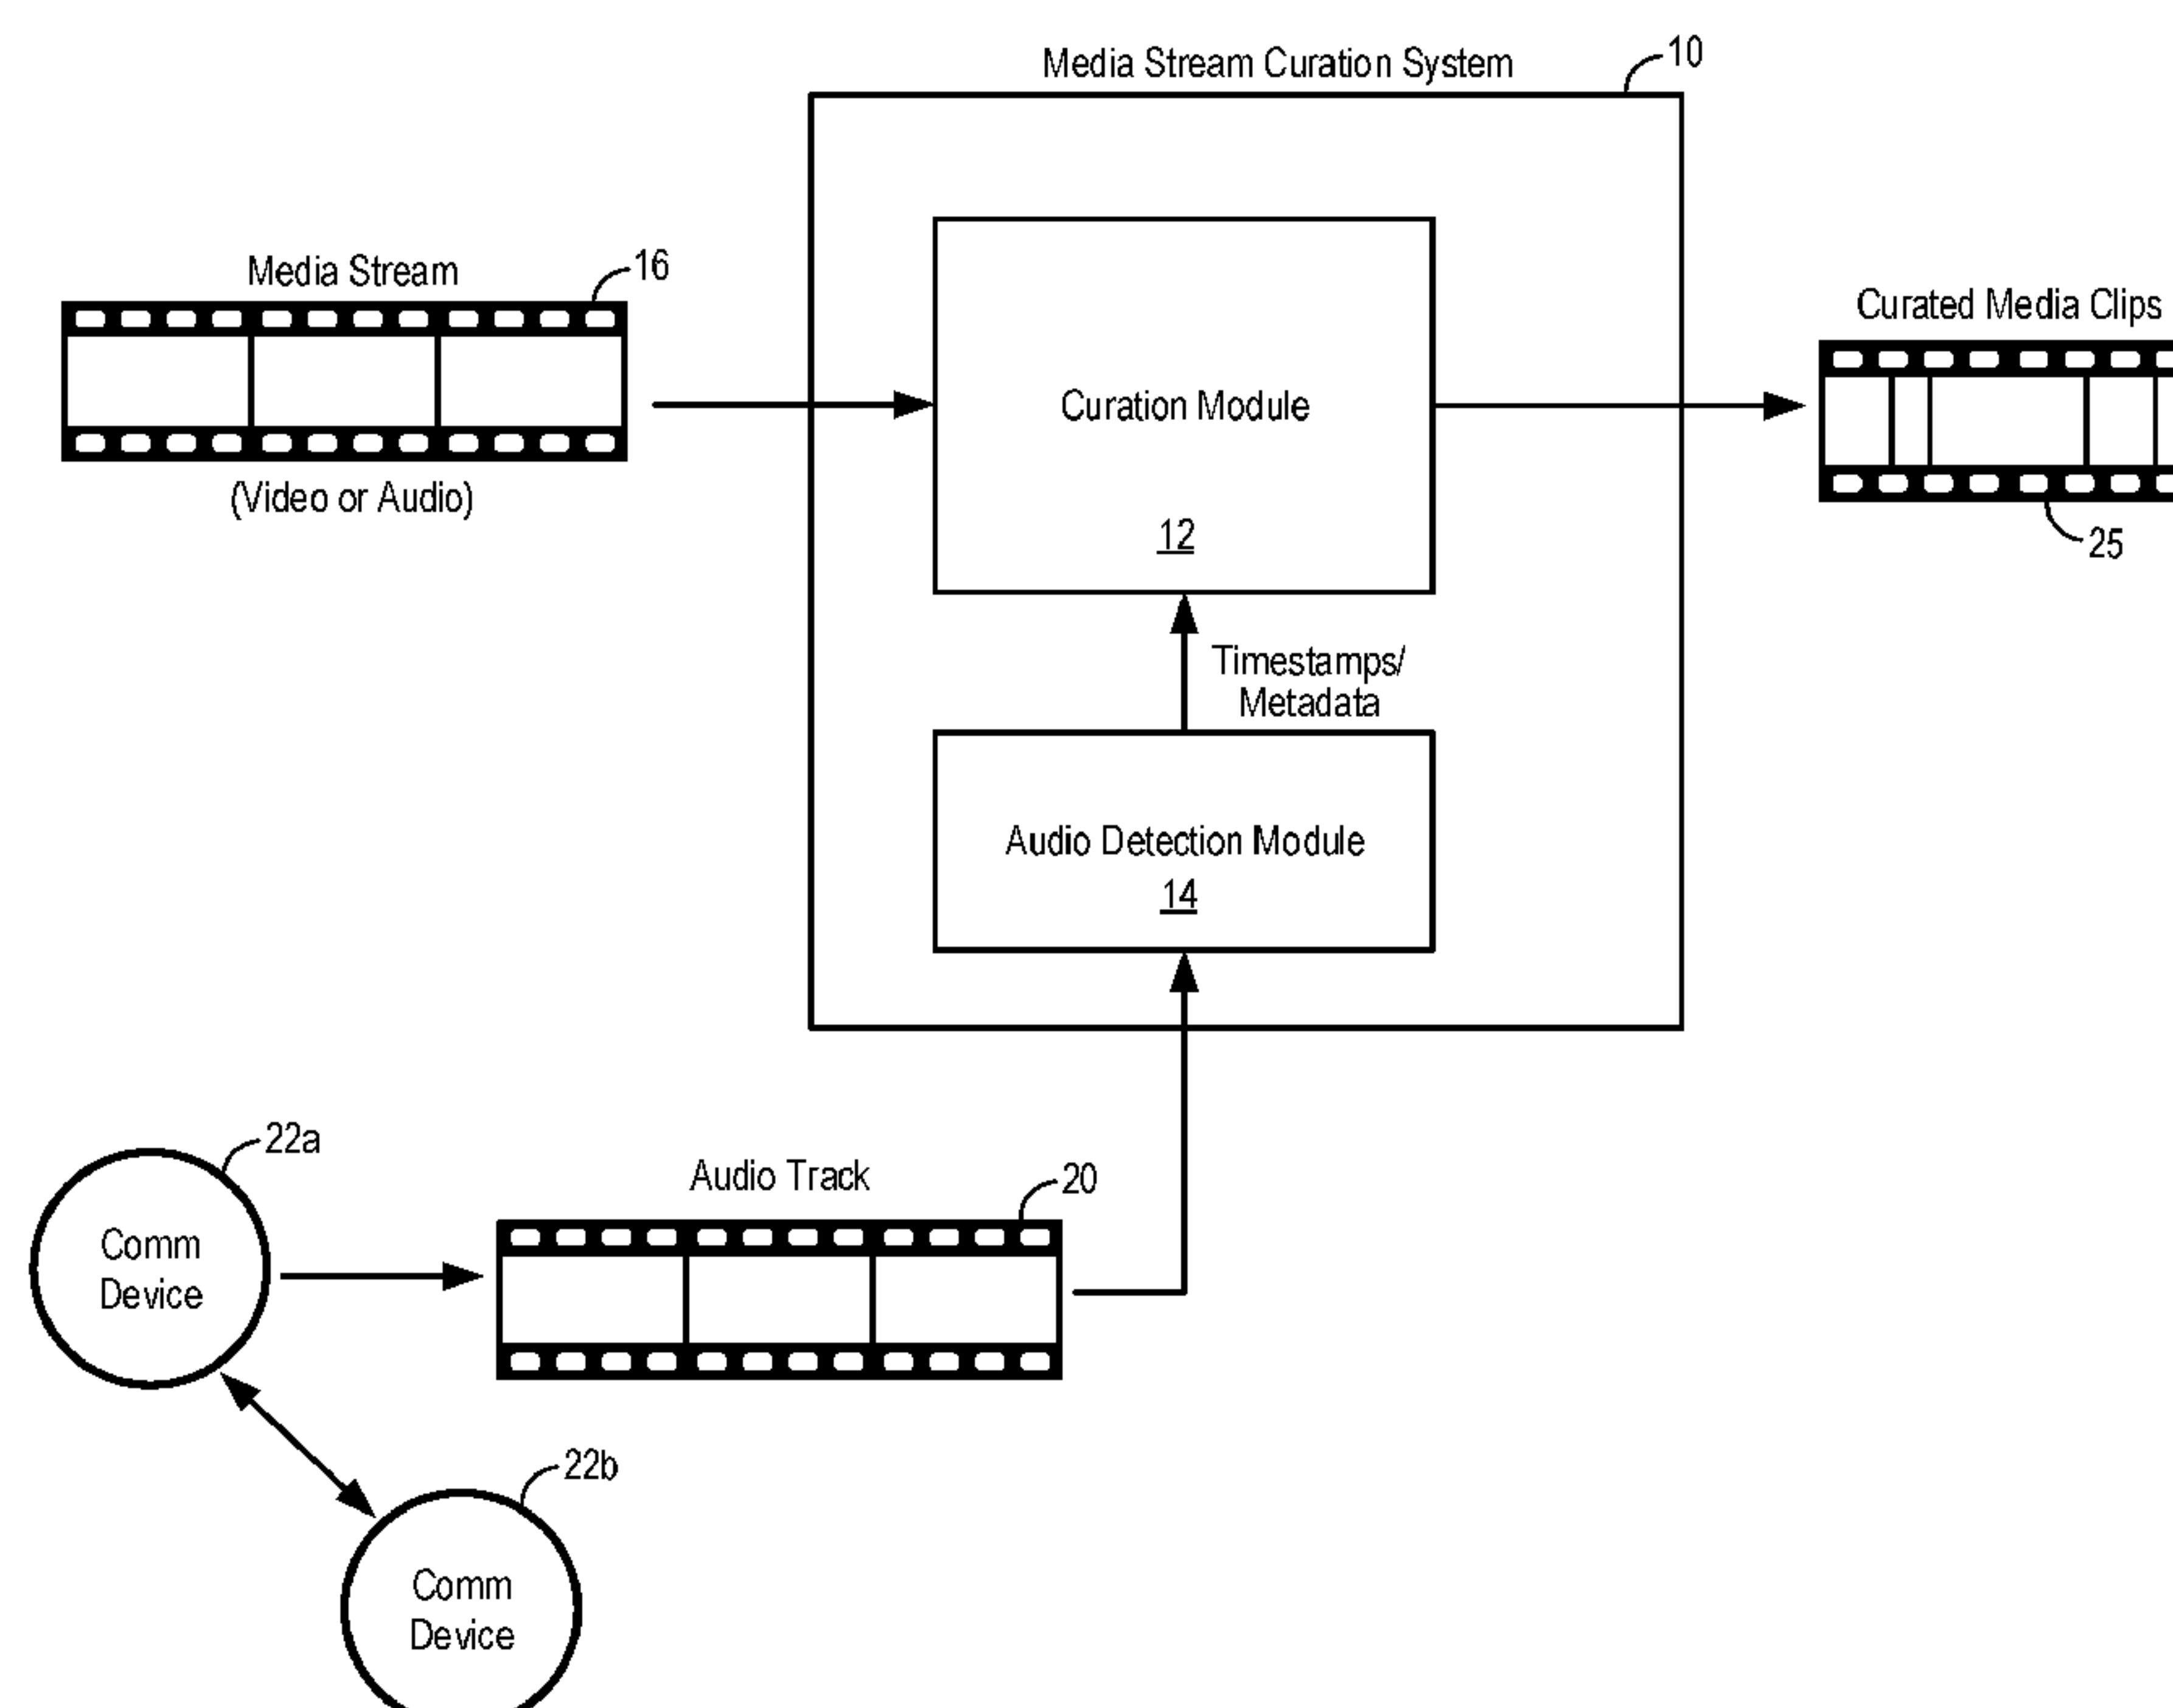 Media Stream Curation System
10
Media Stream
16
(Video or Audio)
Curation Module
12
Curated Media Clips
25
Timestamps/
Metadata
Audio Detection Module
14
22a
Comm
Device
Audio Track
20
22b
Comm
Device